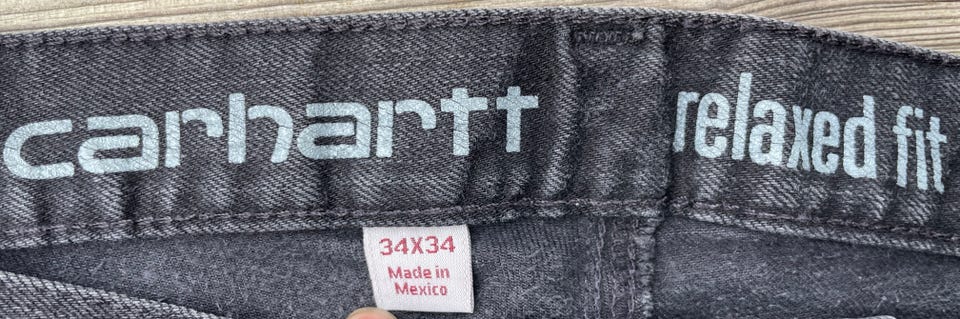 carhartt relaxed fit
34X34
Made in
Mexico